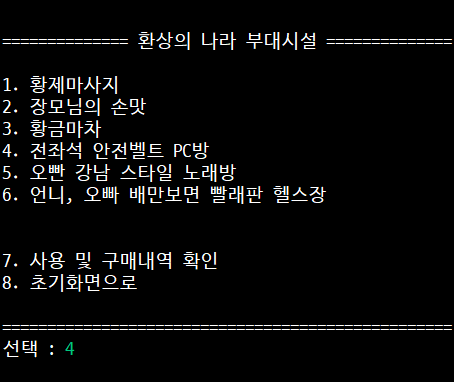 ============== 환상의 나라 부대시설 ==============
1. 황제마사지
2. 장모님의 손맛
3. 황금마차
4. 전좌석 안전벨트 PC방
5. 오빤 강남 스타일 노래방
6. 언니, 오빠 배만보면 빨래판 헬스장
7. 사용 및 구매내역 확인
8. 초기화면으로
==================================================
선택 : 4